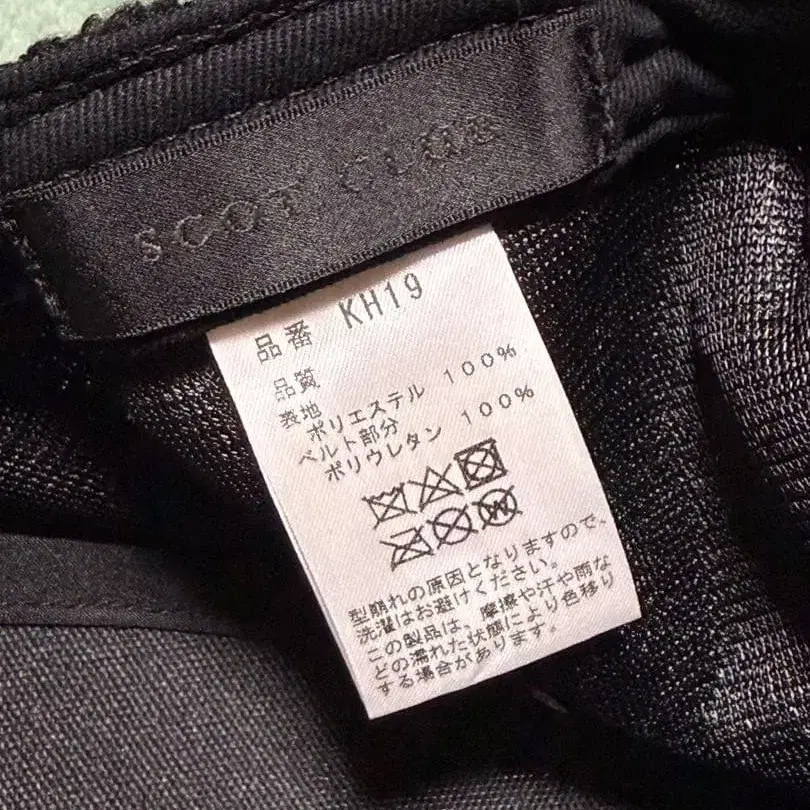 SCOT CLUB
品番 KH19
品質
表地
ポリエステル 100%
ベルト部分
ポリウレタン 100%
W
型崩れの原因となりますので、
洗濯はお避けください。
この製品は、摩擦や汗や雨な
どの濡れた状態により色移り
する場合があります。